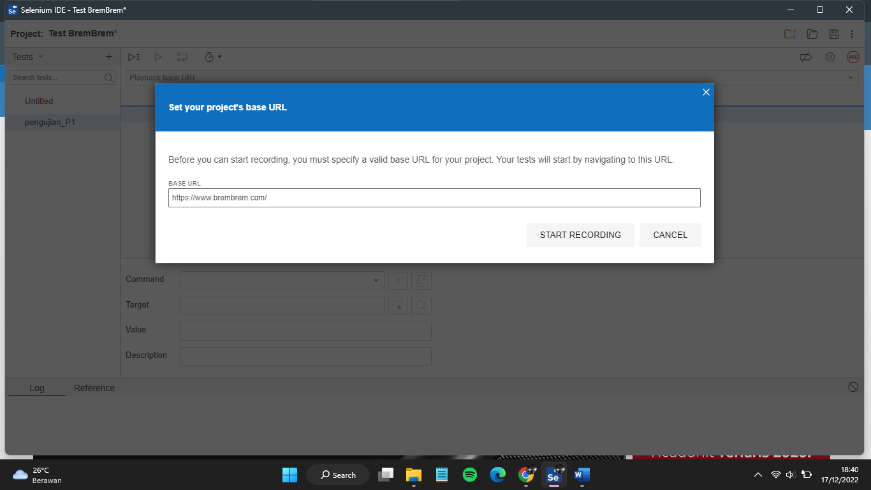 Selenium IDE - Test BremBrem*
Project: Test BremBrem*
Tests
Search tests...
Playback base URL
REC
Untitled
pengujian_P1
Set your project's base URL
Before you can start recording, you must specify a valid base URL for your project. Your tests will start by navigating to this URL.
BASE URL
https://www.brembrem.com/
START RECORDING
CANCEL
Command
Target
Value
Description
Log
Reference
26°C
Berawan
Search
Se
W
18:40
17/12/2022